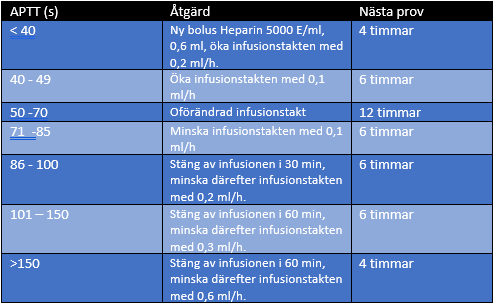 APTT (s) Åtgärd Nästa prov
< 40 Ny bolus Heparin 5000 E/ml, 4 timmar
0,6 ml, öka infusionstakten med
0,2 ml/h.
40 - 49 Öka infusionstakten med 0,1 6 timmar
ml/h
50 -70 Oförändrad infusionstakt 12 timmar
71 -85 Minska infusionstakten med 0,1 6 timmar
ml/h
86 - 100 Stäng av infusionen i 30 min, 6 timmar
minska därefter infusionstakten
med 0,2 ml/h.
101 – 150 Stäng av infusionen i 60 min, 6 timmar
minska därefter infusionstakten
med 0,3 ml/h.
>150 Stäng av infusionen i 60 min, 4 timmar
minska därefter infusionstakten
med 0,6 ml/h.